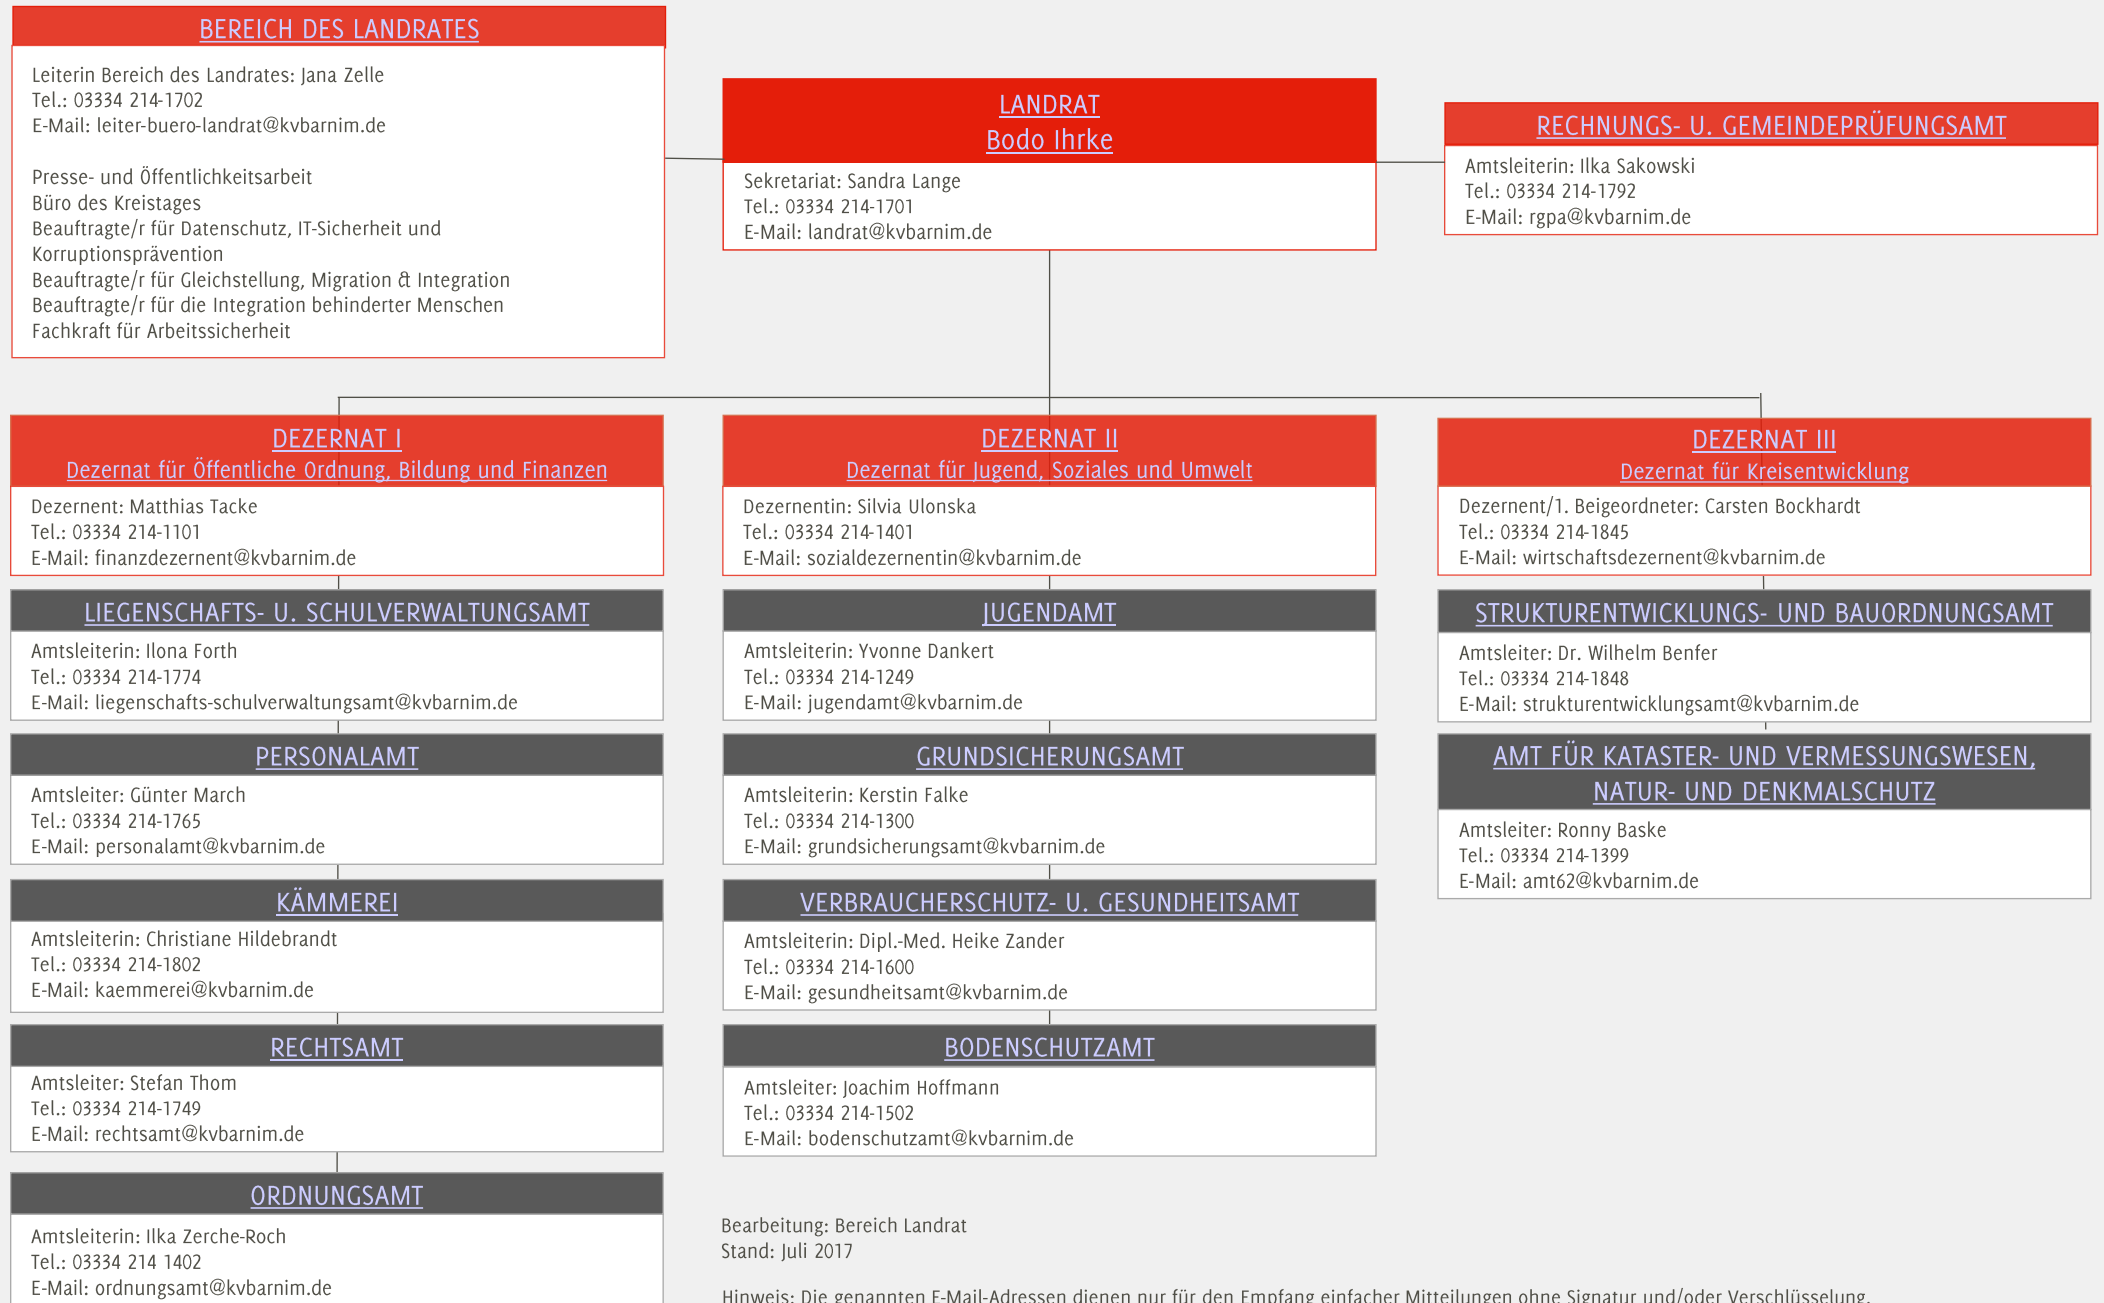 BEREICH DES LANDRATES
Leiterin Bereich des Landrates: Jana Zelle
Tel.: 03334 214-1702
E-Mail: leiter-buero-landrat@kvbarnim.de
Presse- und Öffentlichkeitsarbeit
Büro des Kreistages
Beauftragte/r für Datenschutz, IT-Sicherheit und
Korruptionsprävention
Beauftragte/r für Gleichstellung, Migration & Integration
Beauftragte/r für die Integration behinderter Menschen
Fachkraft für Arbeitssicherheit
LANDRAT
Bodo Ihrke
Sekretariat: Sandra Lange
Tel.: 03334 214-1701
E-Mail: landrat@kvbarnim.de
RECHNUNGS- U. GEMEINDEPRÜFUNGSAMT
Amtsleiterin: Ilka Sakowski
Tel.: 03334 214-1792
E-Mail: rgpa@kvbarnim.de
DEZERNAT I
Dezernat für Öffentliche Ordnung, Bildung und Finanzen
Dezernent: Matthias Tacke
Tel.: 03334 214-1101
E-Mail: finanzdezernent@kvbarnim.de
LIEGENSCHAFTS- U. SCHULVERWALTUNGSAMT
Amtsleiterin: Ilona Forth
Tel.: 03334 214-1774
E-Mail: liegenschafts-schulverwaltungsamt@kvbarnim.de
PERSONALAMT
Amtsleiter: Günter March
Tel.: 03334 214-1765
E-Mail: personalamt@kvbarnim.de
KÄMMEREI
Amtsleiterin: Christiane Hildebrandt
Tel.: 03334 214-1802
E-Mail: kaemmerei@kvbarnim.de
RECHTSAMT
Amtsleiter: Stefan Thom
Tel.: 03334 214-1749
E-Mail: rechtsamt@kvbarnim.de
ORDNUNGSAMT
Amtsleiterin: Ilka Zerche-Roch
Tel.: 03334 214 1402
E-Mail: ordnungsamt@kvbarnim.de
DEZERNAT II
Dezernat für Jugend, Soziales und Umwelt
Dezernentin: Silvia Ulonska
Tel.: 03334 214-1401
E-Mail: sozialdezernentin@kvbarnim.de
JUGENDAMT
Amtsleiterin: Yvonne Dankert
Tel.: 03334 214-1249
E-Mail: jugendamt@kvbarnim.de
GRUNDSICHERUNGSAMT
Amtsleiterin: Kerstin Falke
Tel.: 03334 214-1300
E-Mail: grundsicherungsamt@kvbarnim.de
VERBRAUCHERSCHUTZ- U. GESUNDHEITSAMT
Amtsleiterin: Dipl.-Med. Heike Zander
Tel.: 03334 214-1600
E-Mail: gesundheitsamt@kvbarnim.de
BODENSCHUTZAMT
Amtsleiter: Joachim Hoffmann
Tel.: 03334 214-1502
E-Mail: bodenschutzamt@kvbarnim.de
DEZERNAT III
Dezernat für Kreisentwicklung
Dezernent/1. Beigeordneter: Carsten Bockhardt
Tel.: 03334 214-1845
E-Mail: wirtschaftsdezernent@kvbarnim.de
STRUKTURENTWICKLUNGS- UND BAUORDNUNGSAMT
Amtsleiter: Dr. Wilhelm Benfer
Tel.: 03334 214-1848
E-Mail: strukturentwicklungsamt@kvbarnim.de
AMT FÜR KATASTER- UND VERMESSUNGSWESEN,
NATUR- UND DENKMALSCHUTZ
Amtsleiter: Ronny Baske
Tel.: 03334 214-1399
E-Mail: amt62@kvbarnim.de
Bearbeitung: Bereich Landrat
Stand: Juli 2017
Hinweis: Die genannten E-Mail-Adressen dienen nur für den Empfang einfacher Mitteilungen ohne Signatur und/oder Verschlüsselung.